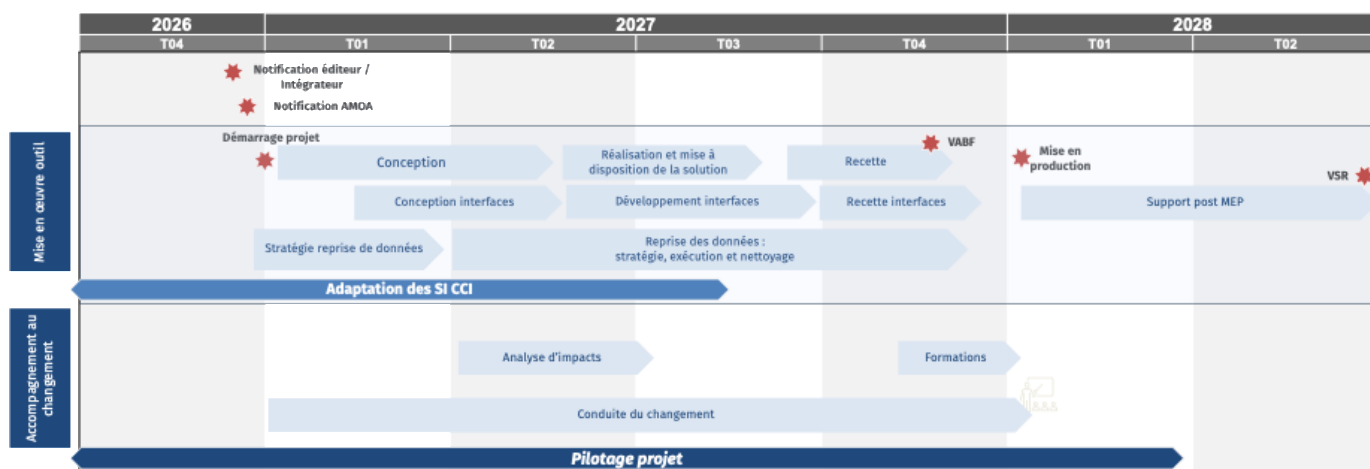 2026
2027
2028
T04
T01
T02
T03
T04
T01
T02
Notification éditeur /
Intégrateur
Notification AMOA
Mise en œuvre outil
Démarrage projet
Conception
Réalisation et mise à
disposition de la solution
Recette
VABF
Mise en
production
VSR
Conception interfaces
Développement interfaces
Recette interfaces
Support post MEP
Stratégie reprise de données
Reprise des données :
stratégie, exécution et nettoyage
Adaptation des SI CCI
Accompagnement au
changement
Analyse d'impacts
Formations
Conduite du changement
Pilotage projet